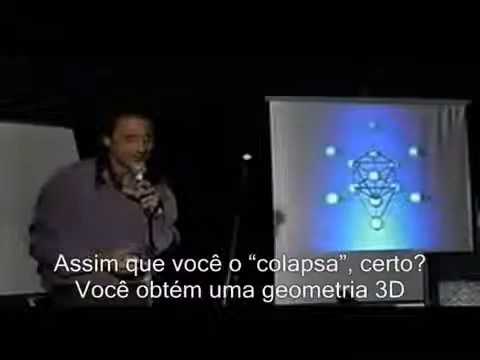 Assim que você o “colapsa”, certo?
Você obtém uma geometria 3D